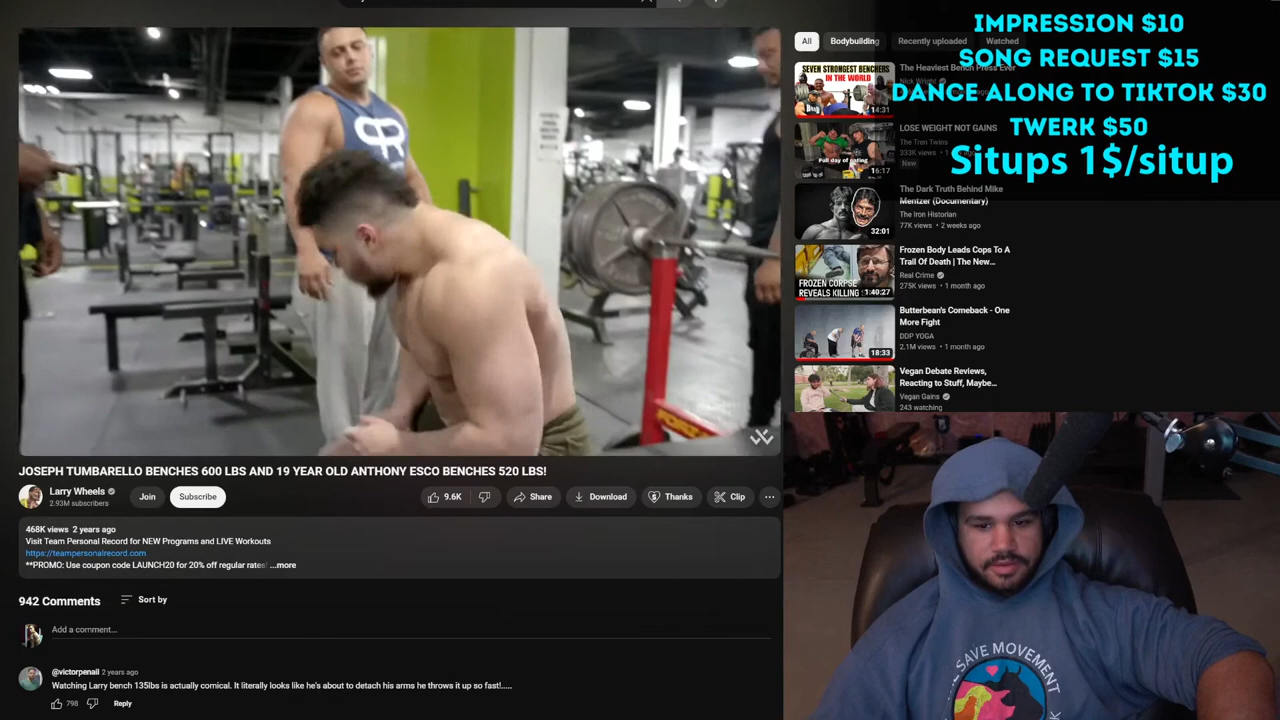 IMPRESSION $10
SONG REQUEST $15
DANCE ALONG TO TIKTOK $30
TWERK $50
Situps 1$/situp
All
Bodybuilding
Recently uploaded
Watched
SEVEN STRONGEST BENCHERS
IN THE WORLD
14:31
The Heaviest Bench Press Ever
Nick Wright
Full day of eating
16:17
LOSE WEIGHT NOT GAINS
The Tren Twins
333K views
New
32:01
The Dark Truth Behind Mike
Mentzer (Documentary)
The Iron Historian
77K views • 2 weeks ago
FROZEN CORPSE
REVEALS KILLING
1:40:27
Frozen Body Leads Cops To A
Trail Of Death | The New...
Real Crime
275K views • 1 month ago
18:33
Butterbean's Comeback - One
More Fight
DDP YOGA
2.1M views • 1 month ago
Vegan Debate Reviews,
Reacting to Stuff, Maybe...
Vegan Gains
243 watching
JOSEPH TUMBARELLO BENCHES 600 LBS AND 19 YEAR OLD ANTHONY ESCO BENCHES 520 LBS!
Larry Wheels
2.93M subscribers
Join
Subscribe
9.6K
Share
Download
Thanks
Clip
468K views 2 years ago
Visit Team Personal Record for NEW Programs and LIVE Workouts
https://teampersonalrecord.com
**PROMO: Use coupon code LAUNCH20 for 20% off regular rates! ...more
942 Comments
Sort by
Add a comment...
@victorpenail 2 years ago
Watching Larry bench 135lbs is actually comical. It literally looks like he's about to detach his arms he throws it up so fast!.....
798
Reply
SAVE MOVEMENT